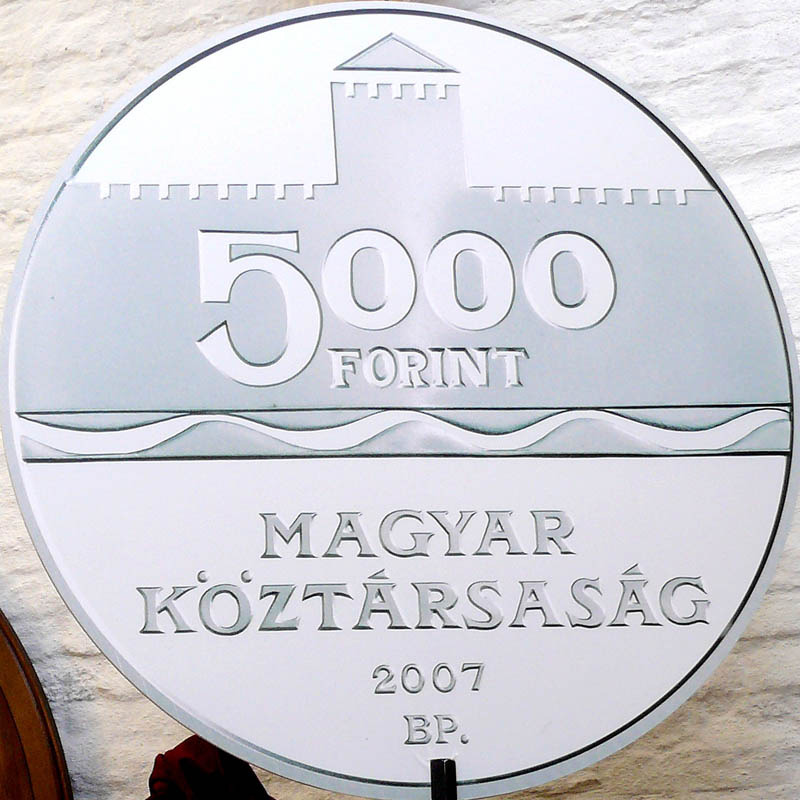 5000
FORINT
MAGYAR
KÖZTÁRSASÁG
2007
BP.